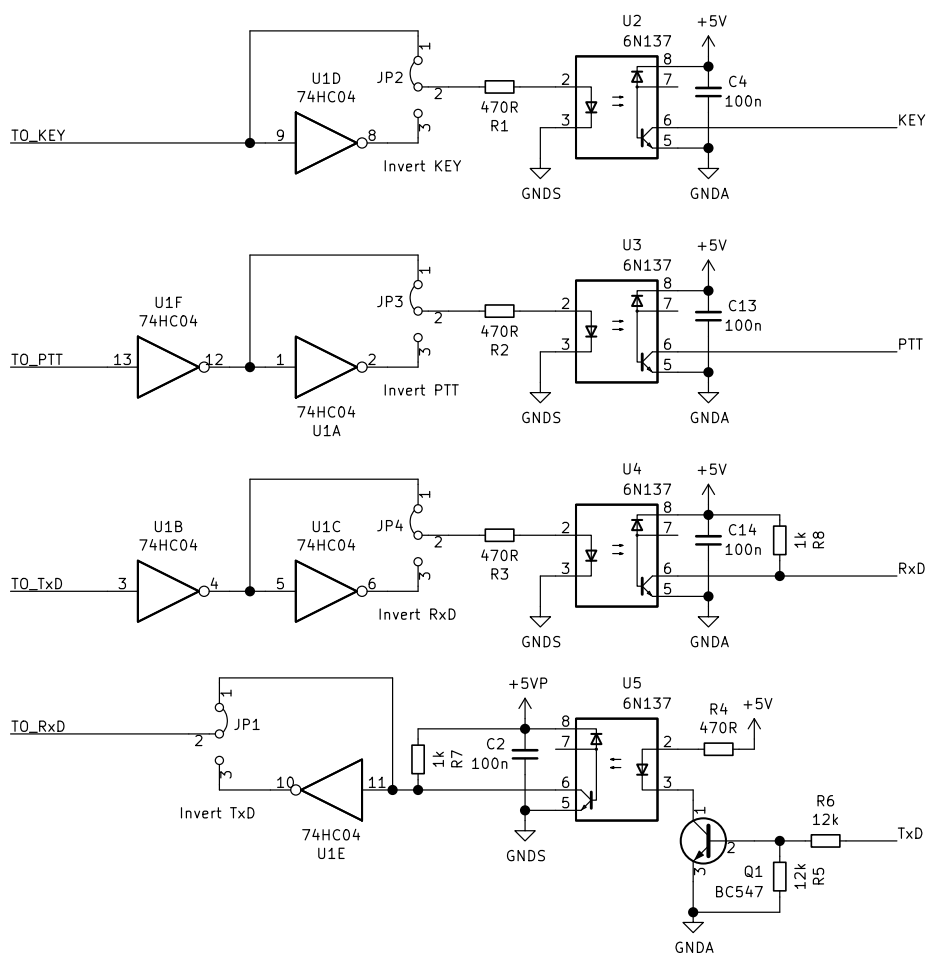 U2
6N137
+5V
8
7
6
5
C4
100n
KEY
GNDA
TO_KEY
U1D
74HC04
9
8
JP2
1
2
3
Invert KEY
470R
R1
2
3
GNDS
U3
6N137
+5V
8
7
6
5
C13
100n
PTT
GNDA
TO_PTT
U1F
74HC04
13
12
1
2
74HC04
U1A
JP3
1
2
3
Invert PTT
470R
R2
2
3
GNDS
U4
6N137
+5V
8
7
6
5
C14
100n
1k
R8
RxD
GNDA
TO_TxD
U1B
74HC04
3
4
U1C
74HC04
5
6
JP4
1
2
3
Invert RxD
470R
R3
2
3
GNDS
TO_RxD
1
JP1
2
3
Invert TxD
10
11
74HC04
U1E
1k
R7
+5VP
C2
100n
GNDS
U5
6N137
8
7
6
5
2
3
R4
470R
+5V
1
2
3
Q1
BC547
12k
R5
R6
12k
TxD
GNDA